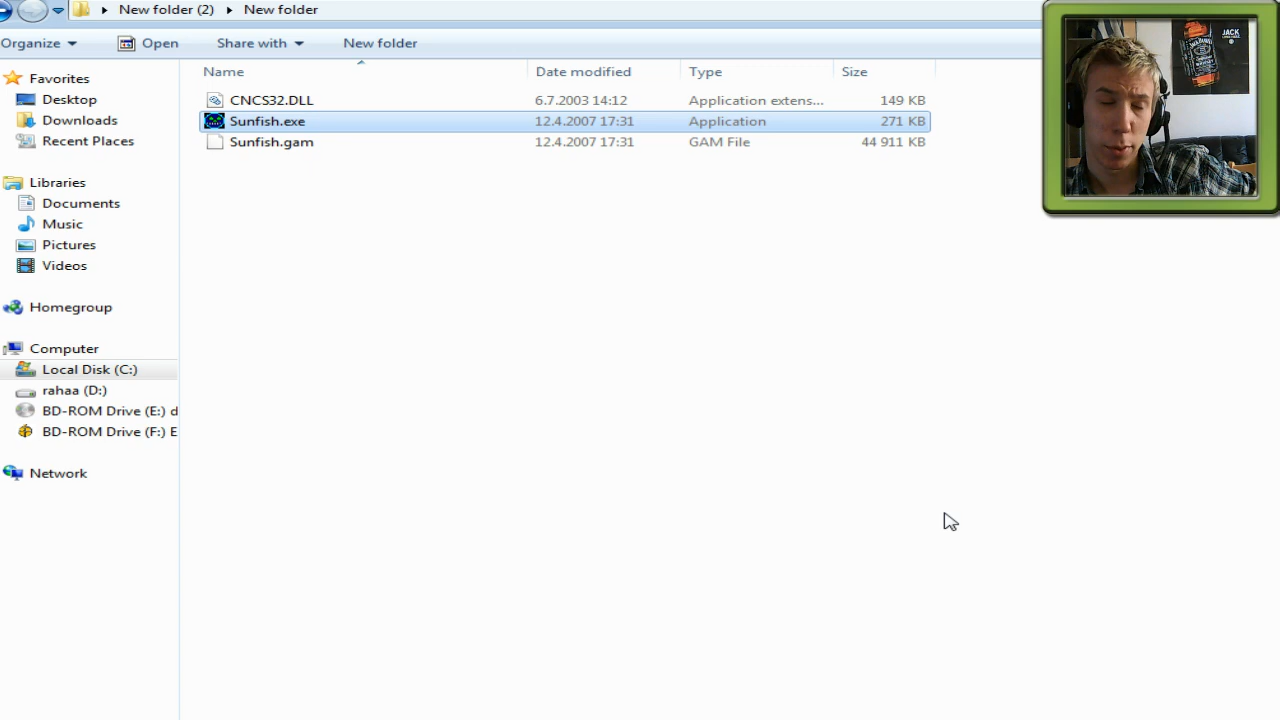 New folder (2) New folder
Organize Open Share with New folder
Name Date modified Type Size
CNCS32.DLL 6.7.2003 14:12 Application extens... 149 KB
Sunfish.exe 12.4.2007 17:31 Application 271 KB
Sunfish.gam 12.4.2007 17:31 GAM File 44 911 KB
Favorites
Desktop
Downloads
Recent Places
Libraries
Documents
Music
Pictures
Videos
Homegroup
Computer
Local Disk (C:)
rahaa (D:)
BD-ROM Drive (E:) d
BD-ROM Drive (F:) E
Network
JACK